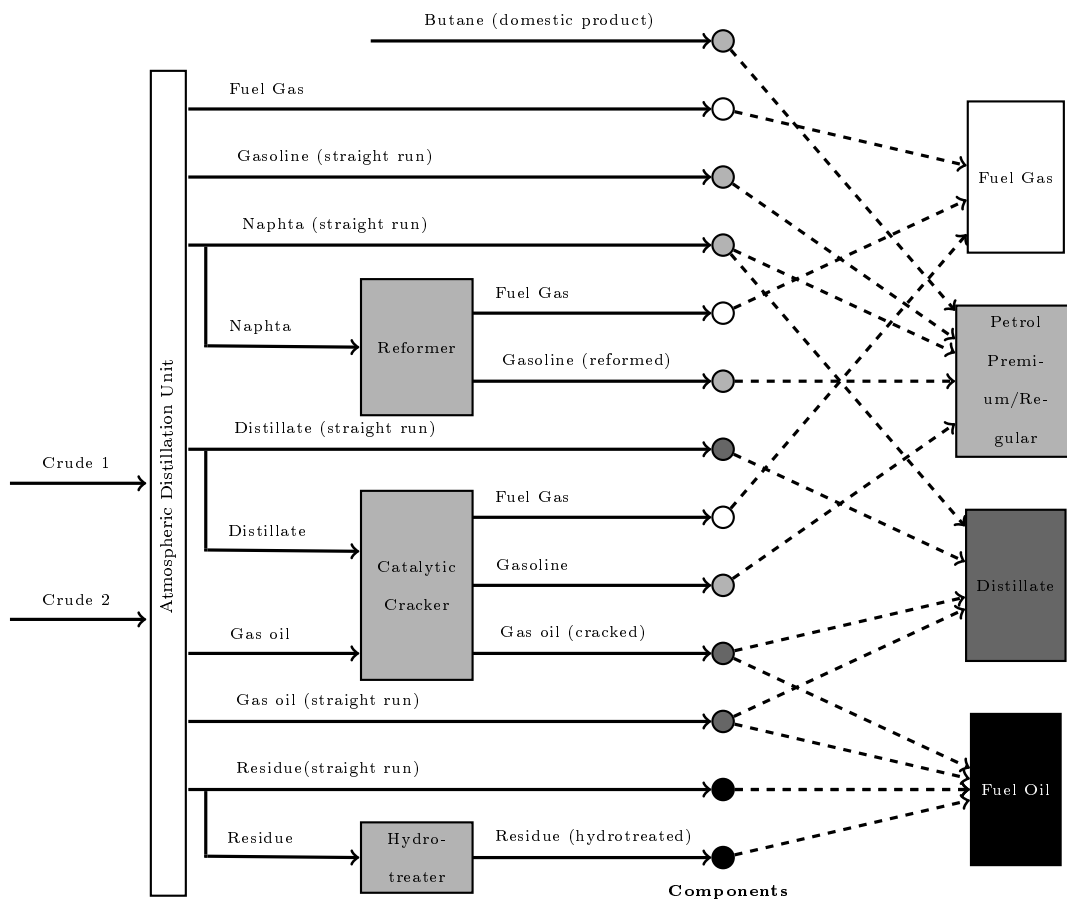 Butane (domestic product)
Fuel Gas
Gasoline (straight run)
Fuel Gas
Naphta (straight run)
Fuel Gas
Naphta
Reformer
Gasoline (reformed)
Petrol
Premi-
um/Re-
gular
Atmospheric Distillation Unit
Distillate (straight run)
Crude 1
Fuel Gas
Distillate
Catalytic
Cracker
Gasoline
Distillate
Crude 2
Gas oil
Gas oil (cracked)
Gas oil (straight run)
Residue(straight run)
Fuel Oil
Residue
Hydro-
treater
Residue (hydrotreated)
Components